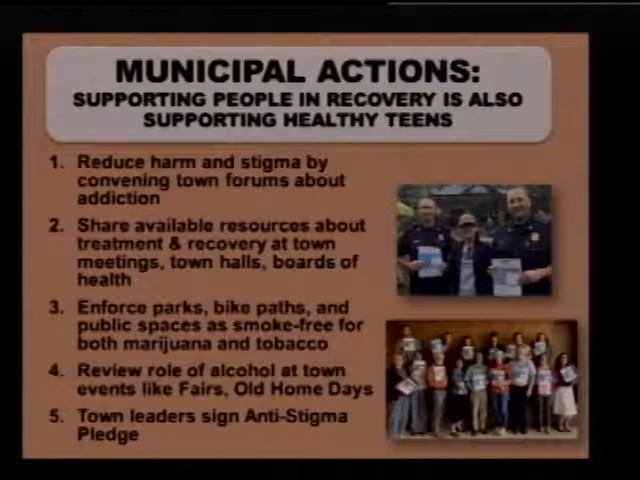 MUNICIPAL ACTIONS:
SUPPORTING PEOPLE IN RECOVERY IS ALSO
SUPPORTING HEALTHY TEENS
1. Reduce harm and stigma by
convening town forums about
addiction
2. Share available resources about
treatment & recovery at town
meetings, town halls, boards of
health
3. Enforce parks, bike paths, and
public spaces as smoke-free for
both marijuana and tobacco
4. Review role of alcohol at town
events like Fairs, Old Home Days
5. Town leaders sign Anti-Stigma
Pledge